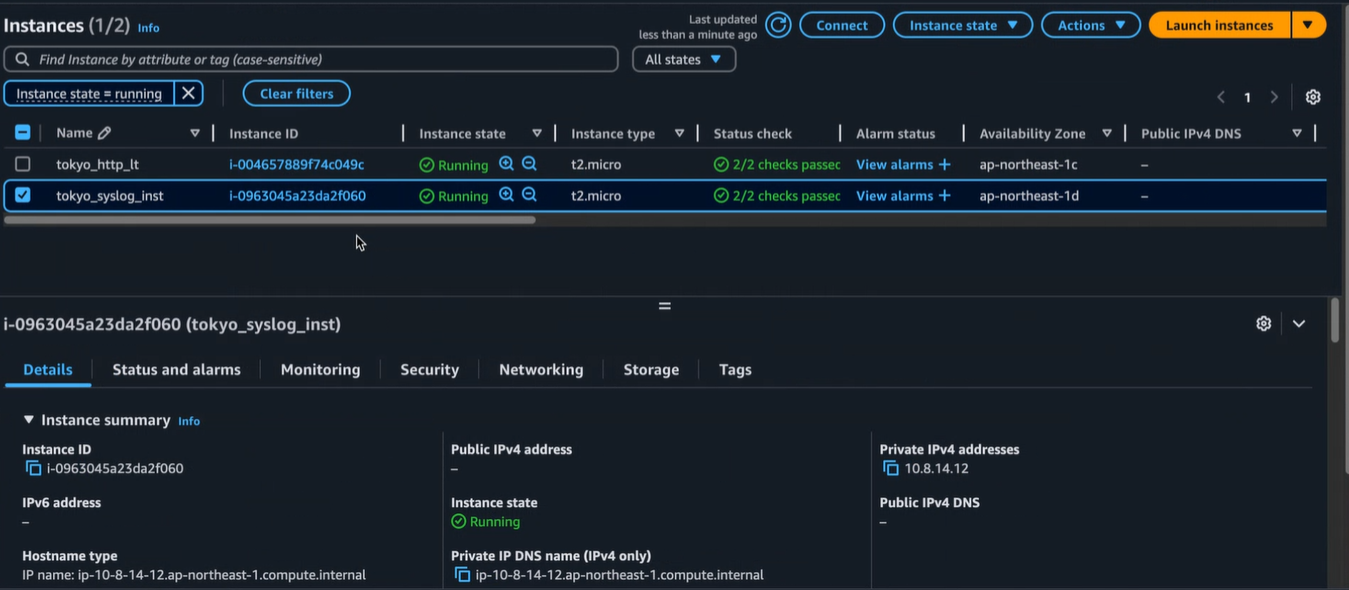 Instances (1/2) Info
Last updated
less than a minute ago
Connect
Instance state
Actions
Launch instances
Find Instance by attribute or tag (case-sensitive)
All states
Instance state = running
Clear filters
1
Name Instance ID Instance state Instance type Status check Alarm status Availability Zone Public IPv4 DNS
tokyo_http_lt i-004657889f74c049c Running t2.micro 2/2 checks passec View alarms + ap-northeast-1c –
tokyo_syslog_inst i-0963045a23da2f060 Running t2.micro 2/2 checks passec View alarms + ap-northeast-1d –
i-0963045a23da2f060 (tokyo_syslog_inst)
Details Status and alarms Monitoring Security Networking Storage Tags
Instance summary Info
Instance ID
i-0963045a23da2f060
Public IPv4 address
–
Private IPv4 addresses
10.8.14.12
IPv6 address
–
Instance state
Running
Public IPv4 DNS
–
Hostname type
IP name: ip-10-8-14-12.ap-northeast-1.compute.internal
Private IP DNS name (IPv4 only)
ip-10-8-14-12.ap-northeast-1.compute.internal